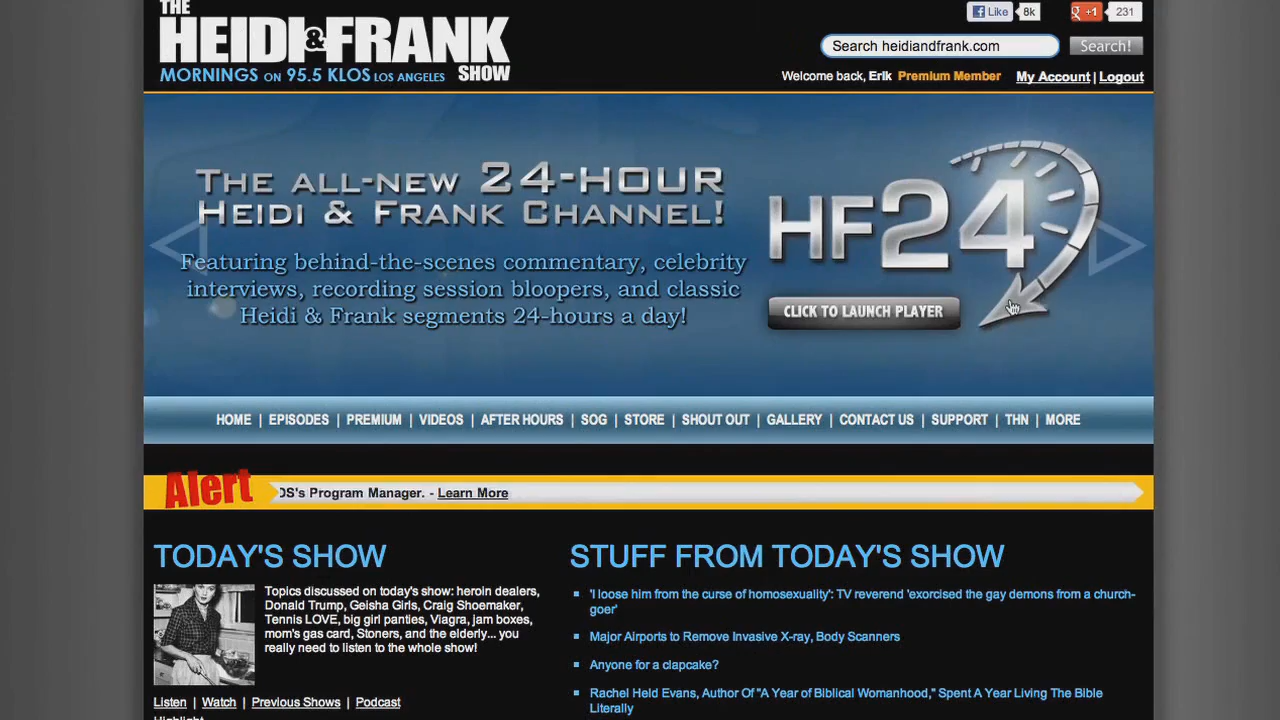 THE
HEIDI&FRANK
MORNINGS ON 95.5 KLOS LOS ANGELES SHOW
Like 8k
g +1 231
Search heidiandfrank.com Search!
Welcome back, Erik Premium Member My Account | Logout
THE ALL-NEW 24-HOUR
HEIDI & FRANK CHANNEL!
Featuring behind-the-scenes commentary, celebrity
interviews, recording session bloopers, and classic
Heidi & Frank segments 24-hours a day!
HF24
CLICK TO LAUNCH PLAYER
HOME | EPISODES | PREMIUM | VIDEOS | AFTER HOURS | SOG | STORE | SHOUT OUT | GALLERY | CONTACT US | SUPPORT | THN | MORE
Alert
OS's Program Manager. - Learn More
TODAY'S SHOW
Topics discussed on today's show: heroin dealers,
Donald Trump, Geisha Girls, Craig Shoemaker,
Tennis LOVE, big girl panties, Viagra, jam boxes,
mom's gas card, Stoners, and the elderly... you
really need to listen to the whole show!
Listen | Watch | Previous Shows | Podcast
Highlight
STUFF FROM TODAY'S SHOW
'I loose him from the curse of homosexuality': TV reverend 'exorcised the gay demons from a church-
goer'
Major Airports to Remove Invasive X-ray, Body Scanners
Anyone for a clapcake?
Rachel Held Evans, Author Of "A Year of Biblical Womanhood," Spent A Year Living The Bible
Literally